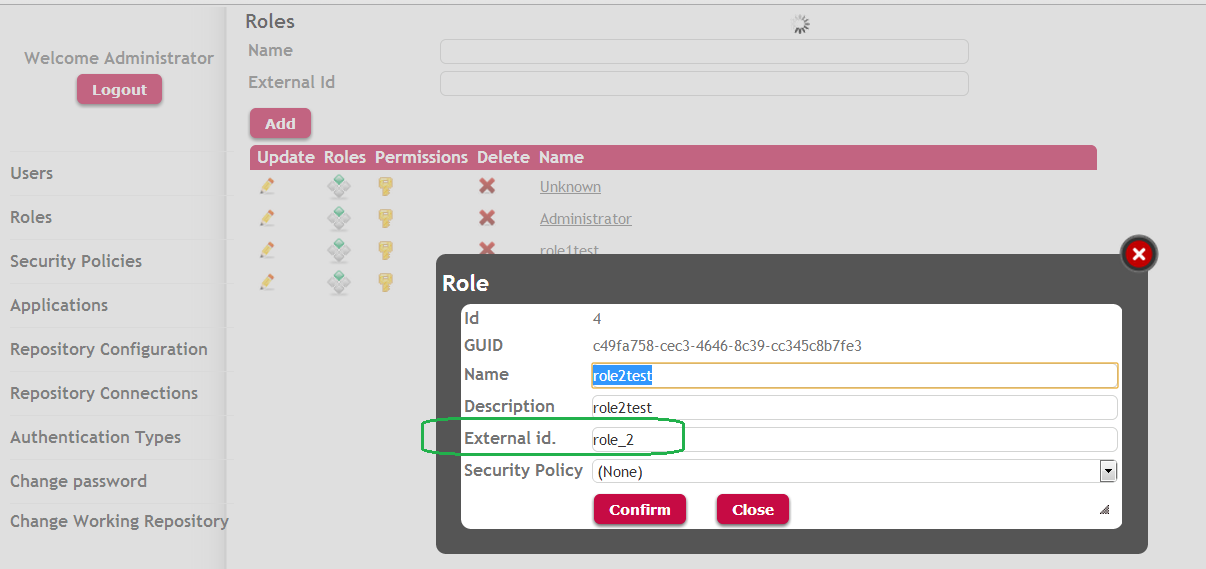 Welcome Administrator
Logout
Users
Roles
Security Policies
Applications
Repository Configuration
Repository Connections
Authentication Types
Change password
Change Working Repository
Roles
Name
External Id
Add
Update Roles Permissions Delete Name
Unknown
Administrator
role1test
Role
Id 4
GUID c49fa758-cec3-4646-8c39-cc345c8b7fe3
Name role2test
Description role2test
External id. role_2
Security Policy (None)
Confirm Close